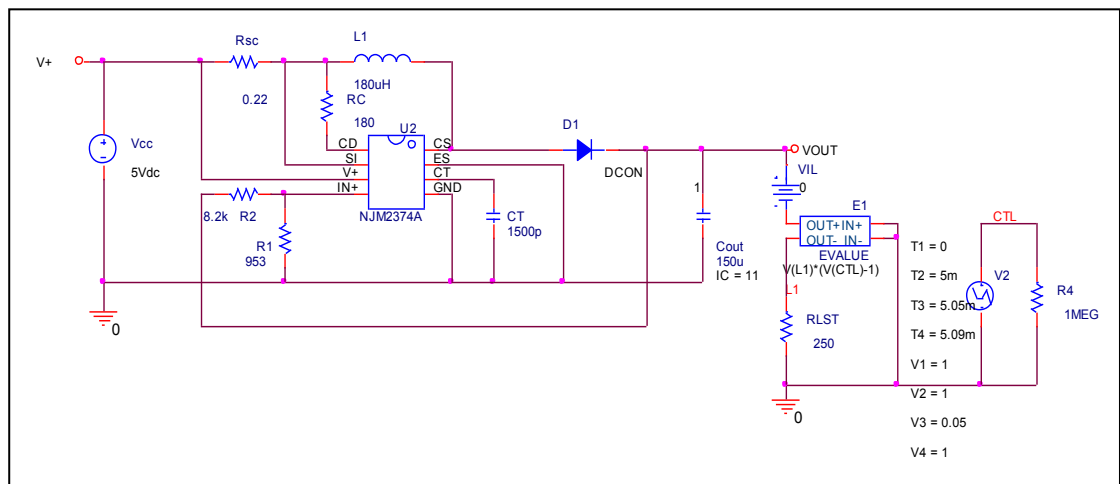 V+
Rsc
0.22
L1
180uH
RC
180
Vcc
5Vdc
U2
CD
SI
V+
IN+
CS
ES
CT
GND
NJM2374A
8.2k
R2
R1
953
CT
1500p
D1
DCON
1
Cout
150u
IC = 11
VOUT
VIL
0
E1
OUT+
IN+
OUT-
IN-
EVALUE
V(L1)*(V(CTL)-1)
L1
RLST
250
CTL
T1 = 0
T2 = 5m
T3 = 5.05m
T4 = 5.09m
V1 = 1
V2 = 1
V3 = 0.05
V4 = 1
V2
R4
1MEG
0
0